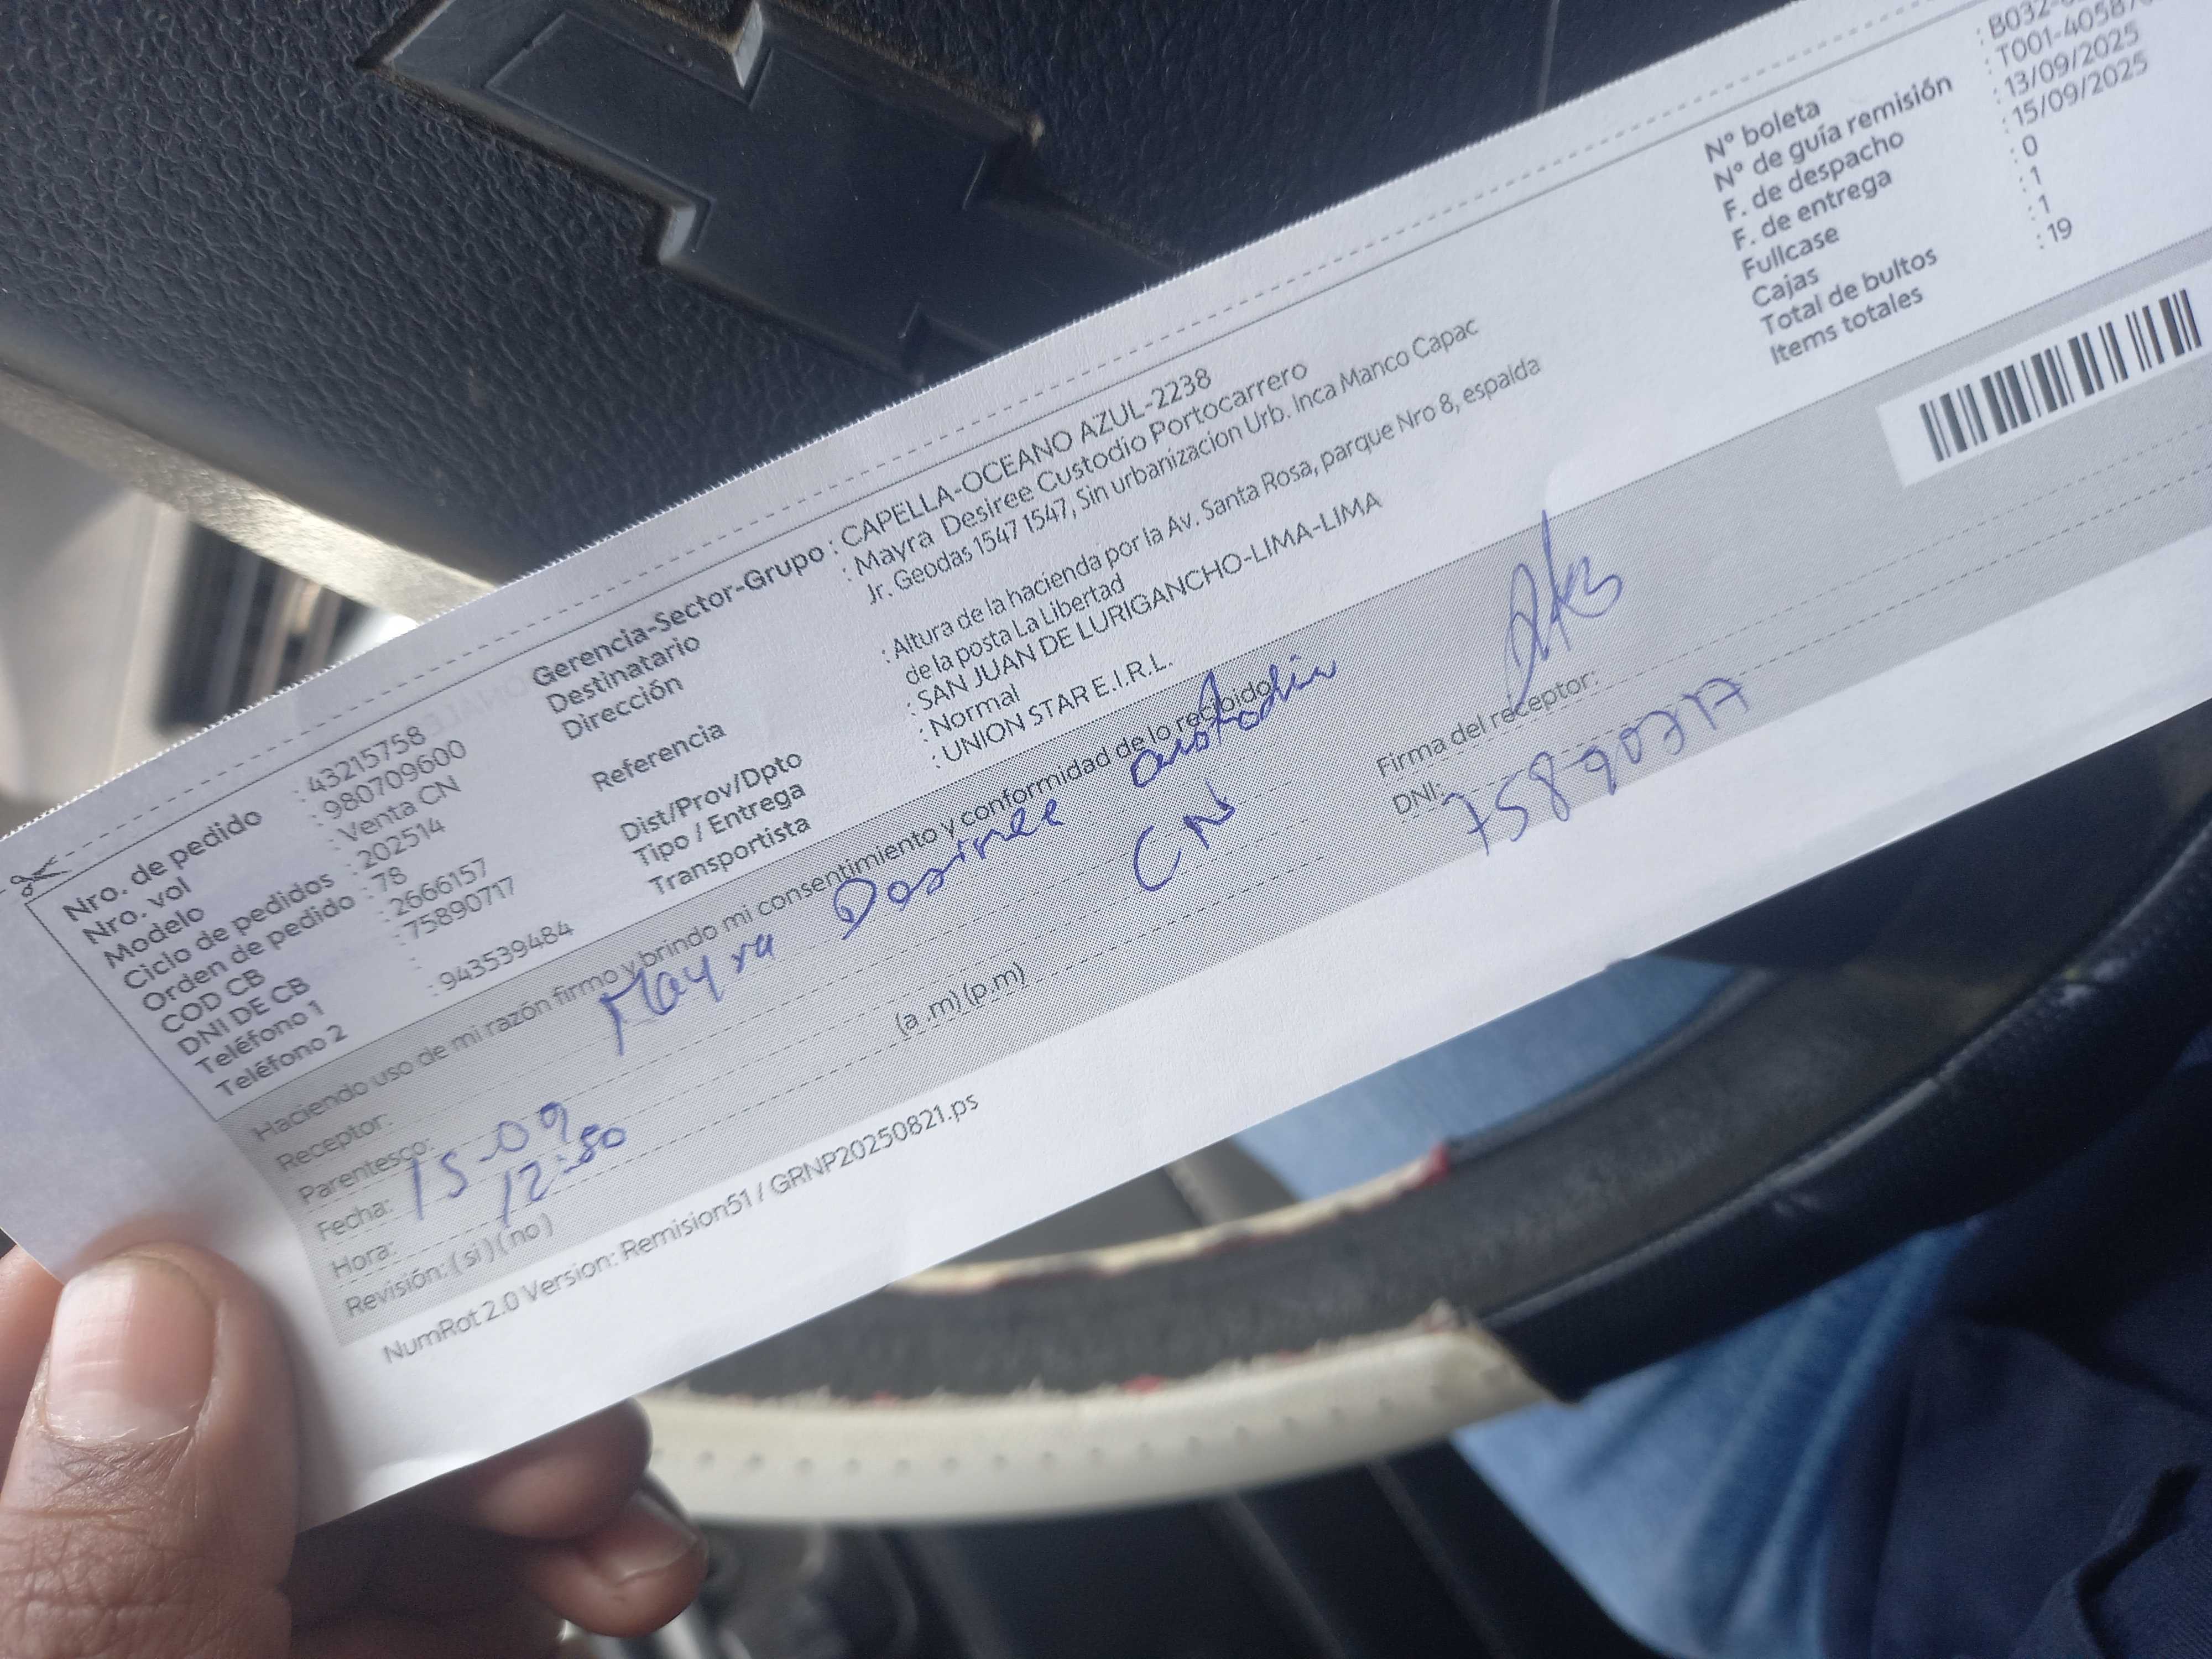 Nro. de pedido : 43215758
Nro. vol : 980709600
Modelo : Venta CN
Ciclo de pedidos : 202514
Orden de pedido : 78
COD CB : 2666157
DNI DE CB : 75890717
Teléfono 1 :
Teléfono 2 : 943539484
Gerencia-Sector-Grupo : CAPELLA-OCEANO AZUL-2238
Destinatario : Mayra Desiree Custodio Portocarrero
Dirección Jr. Geodas 1547 1547, Sin urbanizacion Urb. Inca Manco Capac
Referencia : Altura de la hacienda por la Av. Santa Rosa, parque Nro 8, espalda
de la posta La Libertad
Dist/Prov/Dpto : SAN JUAN DE LURIGANCHO-LIMA-LIMA
Tipo / Entrega : Normal
Transportista : UNION STAR E.I.R.L.
N° boleta : B032-
N° de guía remisión : T001-40587
F. de despacho : 13/09/2025
F. de entrega : 15/09/2025
Fullcase : 0
Cajas : 1
Total de bultos : 1
Items totales : 19
Haciendo uso de mi razón firmo y brindo mi consentimiento y conformidad de lo recibido
Receptor: Mayra Desiree Custodio
Parentesco: CN
Fecha: 15-09
Hora: 12:50 (a .m) (p.m)
Revisión: ( si ) ( no )
Firma del receptor:
DNI: 75890717
NumRot 2.0 Version: Remision51 / GRNP20250821.ps